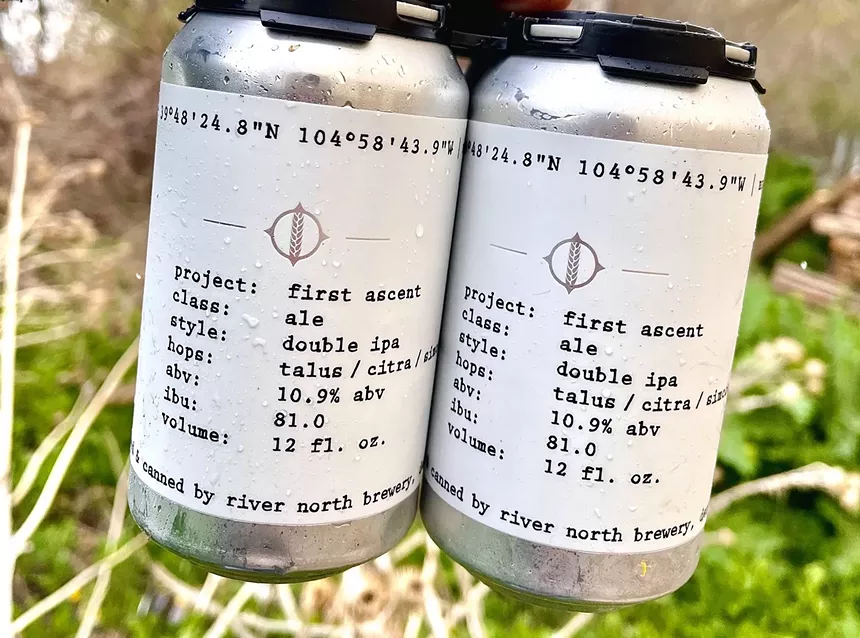 39°48'24.8"N 104°58'43.9"W |
project: first ascent
class: ale
style: double ipa
hops: talus / citra /
abv: 10.9% abv
ibu: 81.0
volume: 12 fl. oz.
& canned by river north brewery,
°48'24.8"N 104°58'43.9"W |
project: first ascent
class: ale
style: double ipa
hops: talus / citra /
abv: 10.9% abv
ibu: 81.0
volume: 12 fl. oz.
canned by river north brewery,